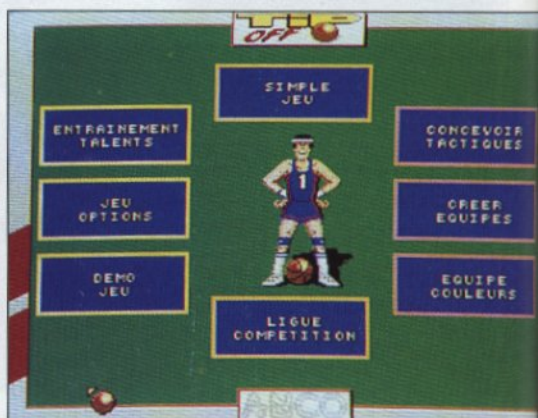 TIP
OFF
SIMPLE
JEU
ENTRAINEMENT
TALENTS
CONCEVOIR
TACTIQUES
1
JEU
OPTIONS
CREER
EQUIPES
DEMO
JEU
EQUIPE
COULEURS
LIGUE
COMPETITION
ANCO